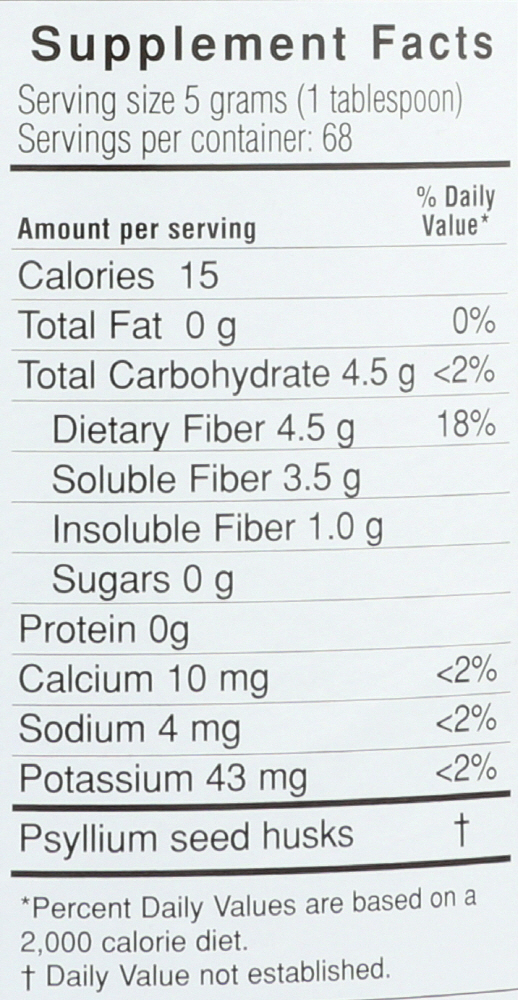 Supplement Facts
Serving size 5 grams (1 tablespoon)
Servings per container: 68
% Daily
Amount per serving Value*
Calories 15
Total Fat 0 g 0%
Total Carbohydrate 4.5 g <2%
Dietary Fiber 4.5 g 18%
Soluble Fiber 3.5 g
Insoluble Fiber 1.0 g
Sugars 0 g
Protein 0g
Calcium 10 mg <2%
Sodium 4 mg <2%
Potassium 43 mg <2%
Psyllium seed husks †
*Percent Daily Values are based on a
2,000 calorie diet.
† Daily Value not established.